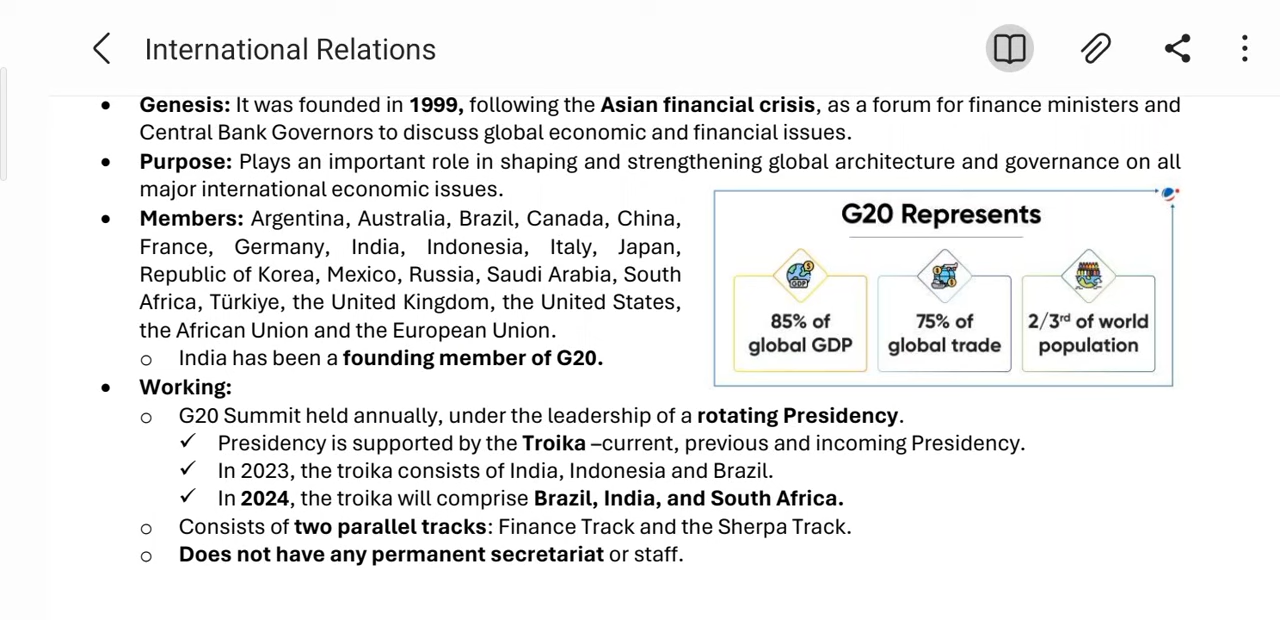 International Relations
• Genesis: It was founded in 1999, following the Asian financial crisis, as a forum for finance ministers and
Central Bank Governors to discuss global economic and financial issues.
• Purpose: Plays an important role in shaping and strengthening global architecture and governance on all
major international economic issues.
• Members: Argentina, Australia, Brazil, Canada, China,
France, Germany, India, Indonesia, Italy, Japan,
Republic of Korea, Mexico, Russia, Saudi Arabia, South
Africa, Türkiye, the United Kingdom, the United States,
the African Union and the European Union.
o India has been a founding member of G20.
G20 Represents
GDP
85% of
global GDP
75% of
global trade
2/3rd of world
population
• Working:
o G20 Summit held annually, under the leadership of a rotating Presidency.
✓ Presidency is supported by the Troika –current, previous and incoming Presidency.
✓ In 2023, the troika consists of India, Indonesia and Brazil.
✓ In 2024, the troika will comprise Brazil, India, and South Africa.
o Consists of two parallel tracks: Finance Track and the Sherpa Track.
o Does not have any permanent secretariat or staff.